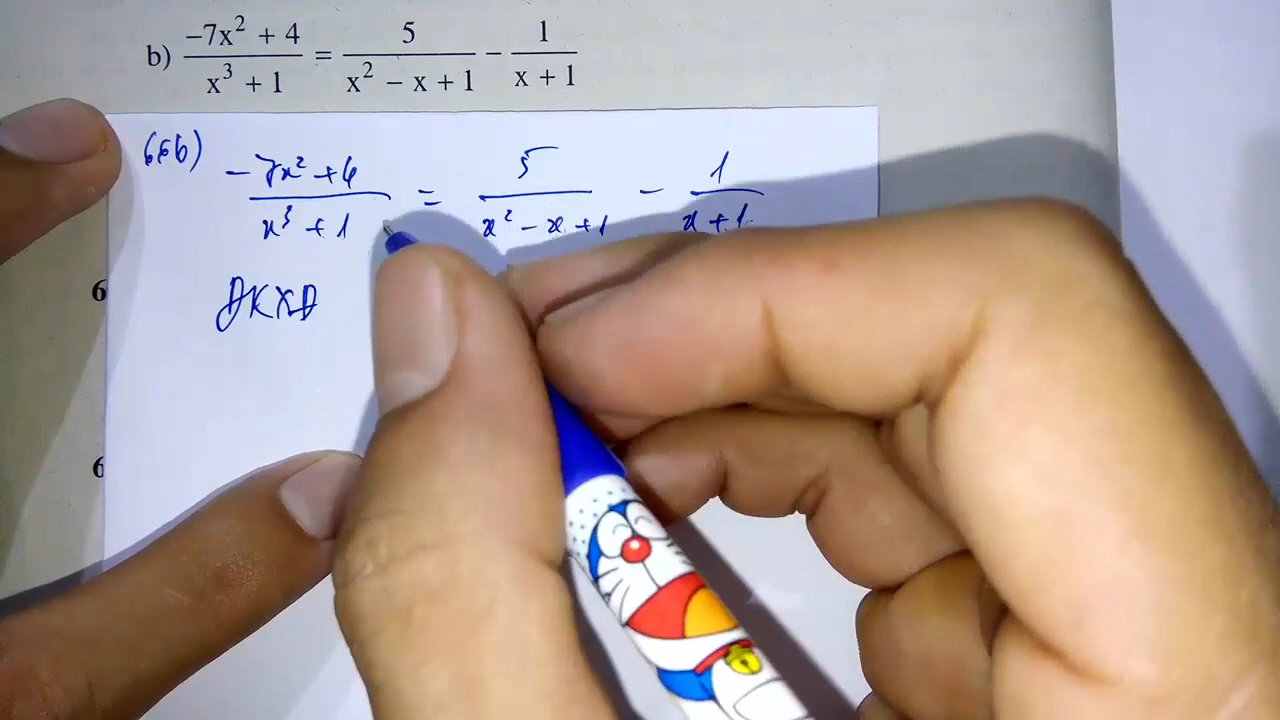 b) (-7x² + 4)/(x³ + 1) = 5/(x² - x + 1) - 1/(x + 1)
66b) (-7x² + 4)/(x³ + 1) = 5/(x² - x + 1) - 1/(x + 1)
6 ĐKXĐ
6